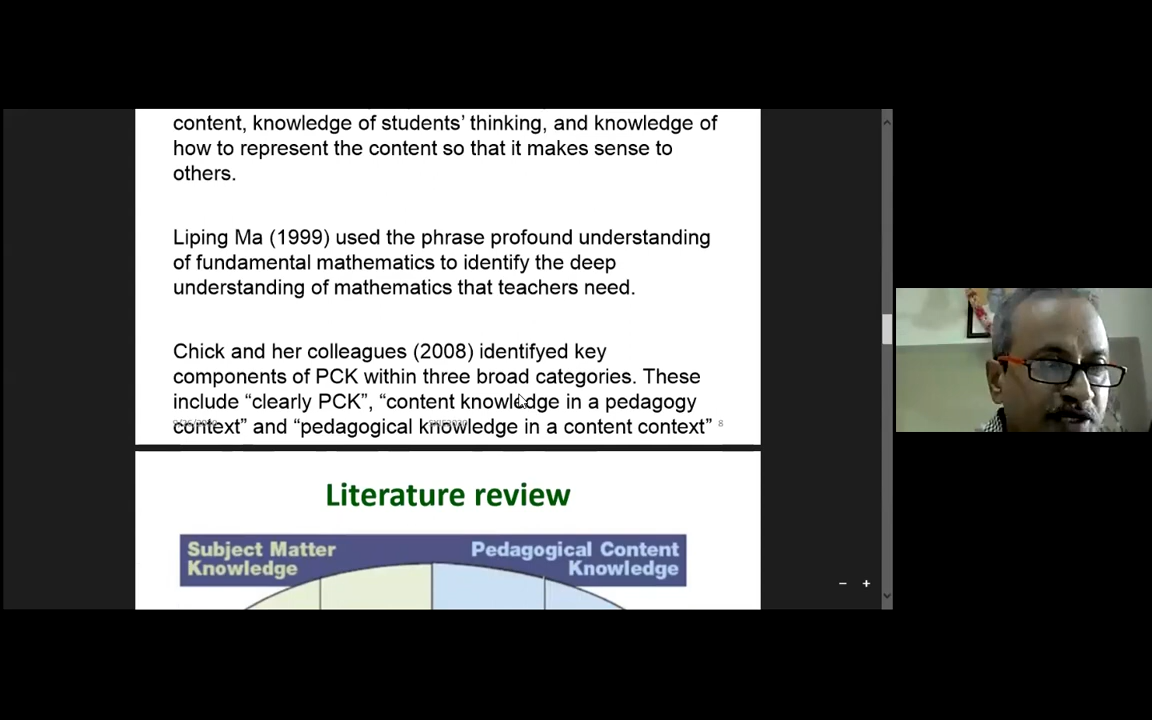 content, knowledge of students’ thinking, and knowledge of
how to represent the content so that it makes sense to
others.
Liping Ma (1999) used the phrase profound understanding
of fundamental mathematics to identify the deep
understanding of mathematics that teachers need.
Chick and her colleagues (2008) identifyed key
components of PCK within three broad categories. These
include “clearly PCK”, “content knowledge in a pedagogy
context” and “pedagogical knowledge in a content context”
8
Literature review
Subject Matter
Knowledge
Pedagogical Content
Knowledge